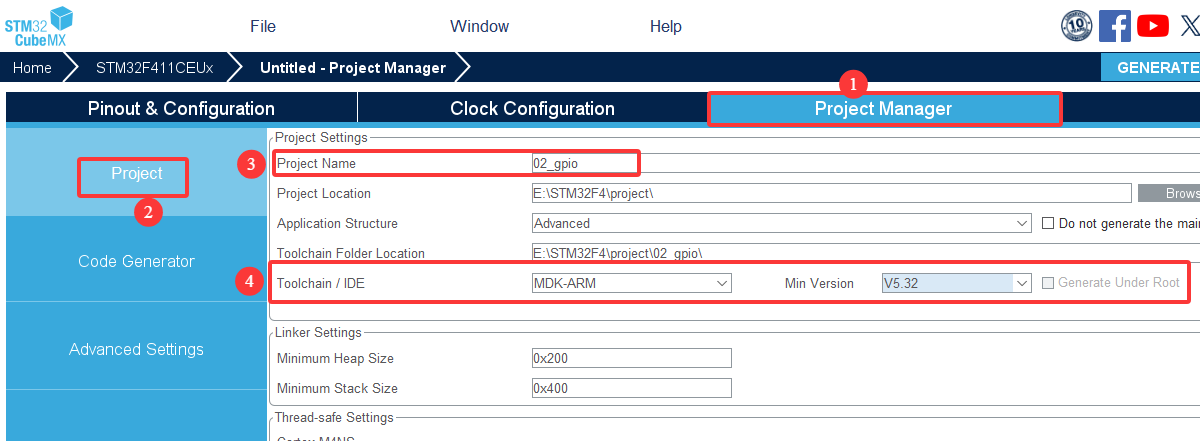 STM32
CubeMX
File Window Help
10
YEARS
Home STM32F411CEUx Untitled - Project Manager GENERATE
1
Pinout & Configuration Clock Configuration Project Manager
Project
2
Code Generator
Advanced Settings
Project Settings
3
Project Name 02_gpio
Project Location E:\STM32F4\project\ Brows
Application Structure Advanced Do not generate the mai
Toolchain Folder Location E:\STM32F4\project\02_gpio\
4
Toolchain / IDE MDK-ARM Min Version V5.32 Generate Under Root
Linker Settings
Minimum Heap Size 0x200
Minimum Stack Size 0x400
Thread-safe Settings
Cortex-M4NS